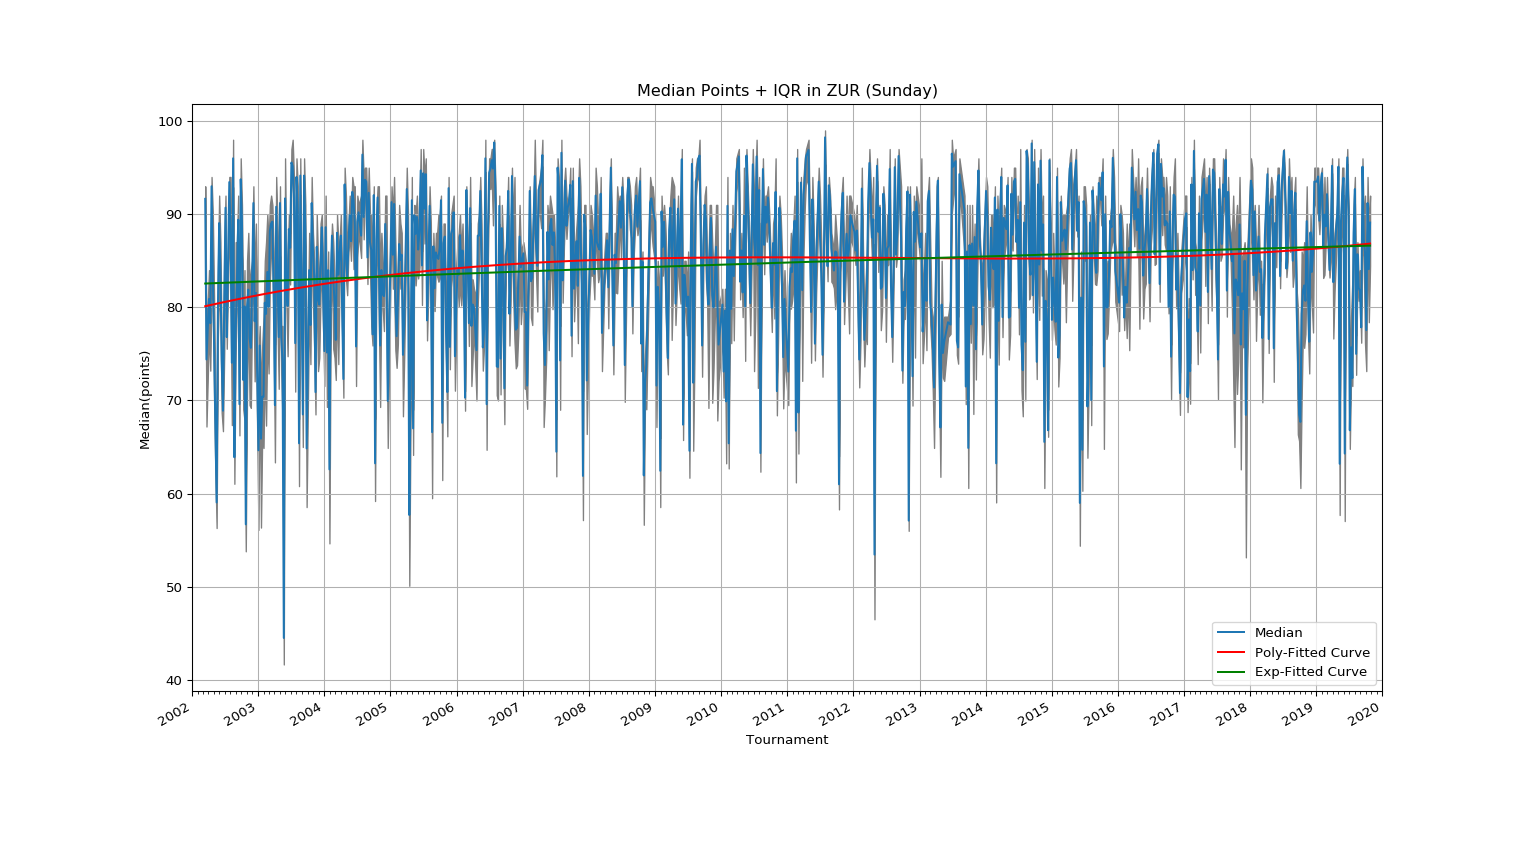 Median Points + IQR in ZUR (Sunday)
Median(points)
100
90
80
70
60
50
40
Median
Poly-Fitted Curve
Exp-Fitted Curve
2002 2003 2004 2005 2006 2007 2008 2009 2010 2011 2012 2013 2014 2015 2016 2017 2018 2019 2020
Tournament